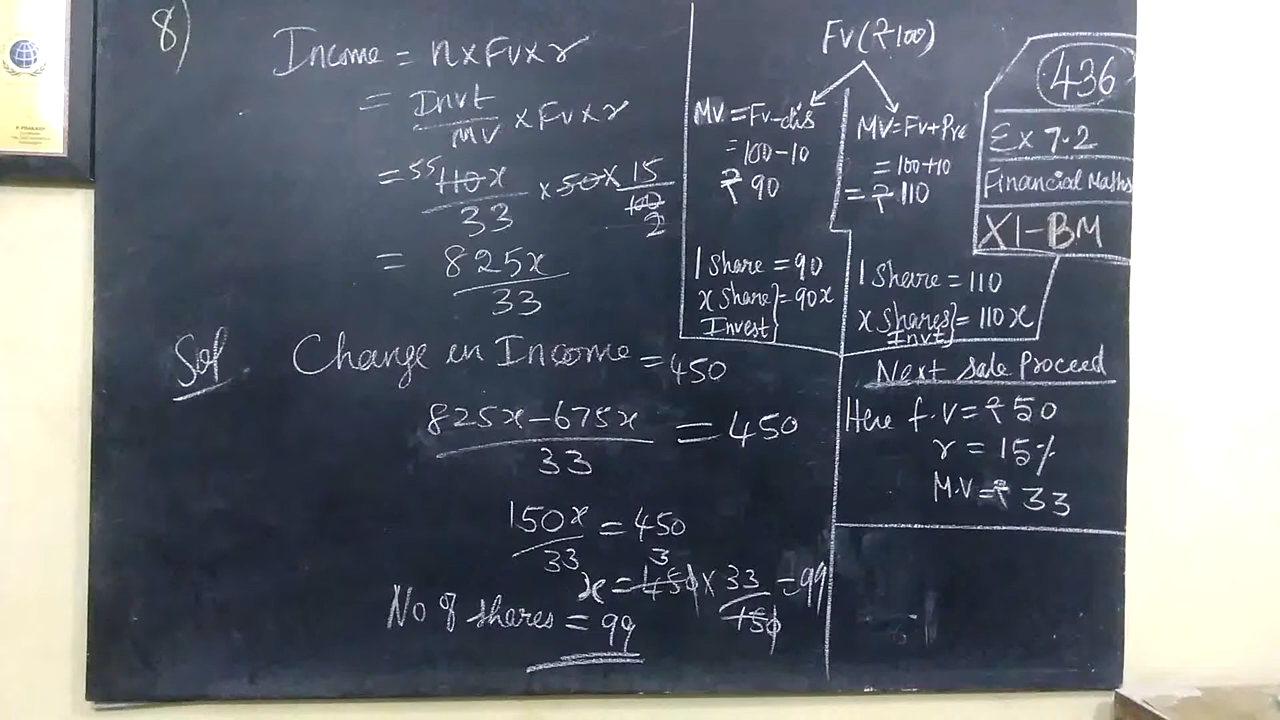 8)
Income = n x Fv x r
= Invt / Mv x Fv x r
= 55 110x / 33 x 50 x 15 / 100 2
= 825x / 33
Sol. Change in Income = 450
825x - 675x / 33 = 450
150x / 33 = 450
x = 3 450 x 33 / 150 = 99
No of shares = 99
Fv (₹100)
MV = Fv - dis
= 100 - 10
₹ 90
1 Share = 90
x Share Invest } = 90x
MV = Fv + Pre
= 100 + 10
= ₹ 110
1 Share = 110
x Shares Invt } = 110x
Next sale Proceed
Here f.v = ₹50
r = 15%
M.V = ₹ 33
436
Ex 7.2
Financial Maths
XI-BM